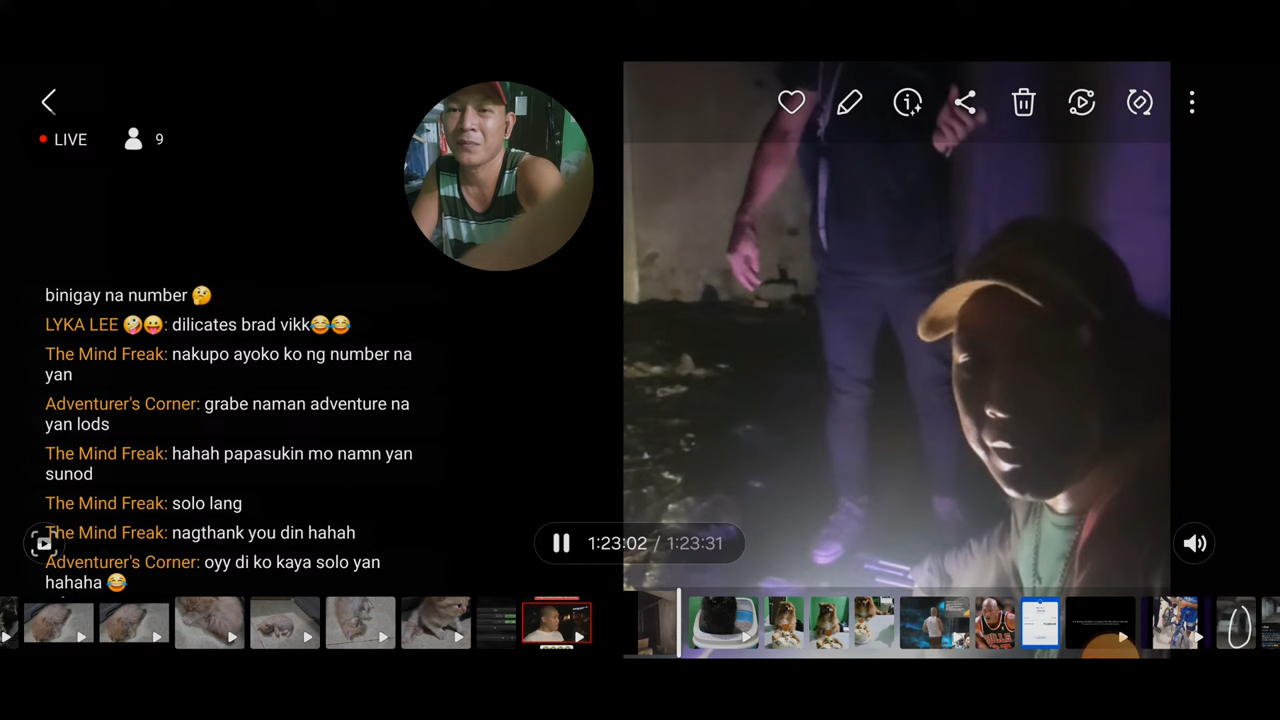 LIVE 9
binigay na number 🤔
LYKA LEE 🤪😛: dilicates brad vikk😂😂
The Mind Freak: nakupo ayoko ko ng number na
yan
Adventurer's Corner: grabe naman adventure na
yan lods
The Mind Freak: hahah papasukin mo namn yan
sunod
The Mind Freak: solo lang
The Mind Freak: nagthank you din hahah
Adventurer's Corner: oyy di ko kaya solo yan
hahaha 😂
1:23:02 / 1:23:31